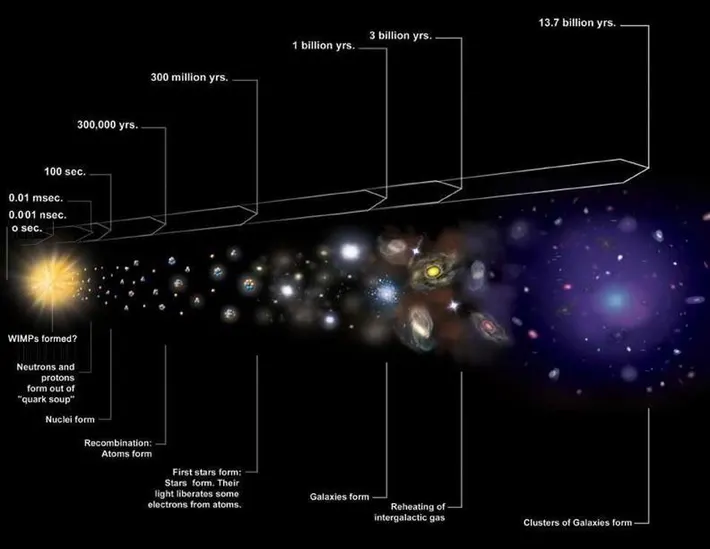 13.7 billion yrs.
3 billion yrs.
1 billion yrs.
300 million yrs.
300,000 yrs.
100 sec.
0.01 msec.
0.001 nsec.
o sec.
WIMPs formed?
Neutrons and
protons
form out of
"quark soup"
Nuclei form
Recombination:
Atoms form
First stars form:
Stars form. Their
light liberates some
electrons from atoms.
Galaxies form
Reheating of
intergalactic gas
Clusters of Galaxies form